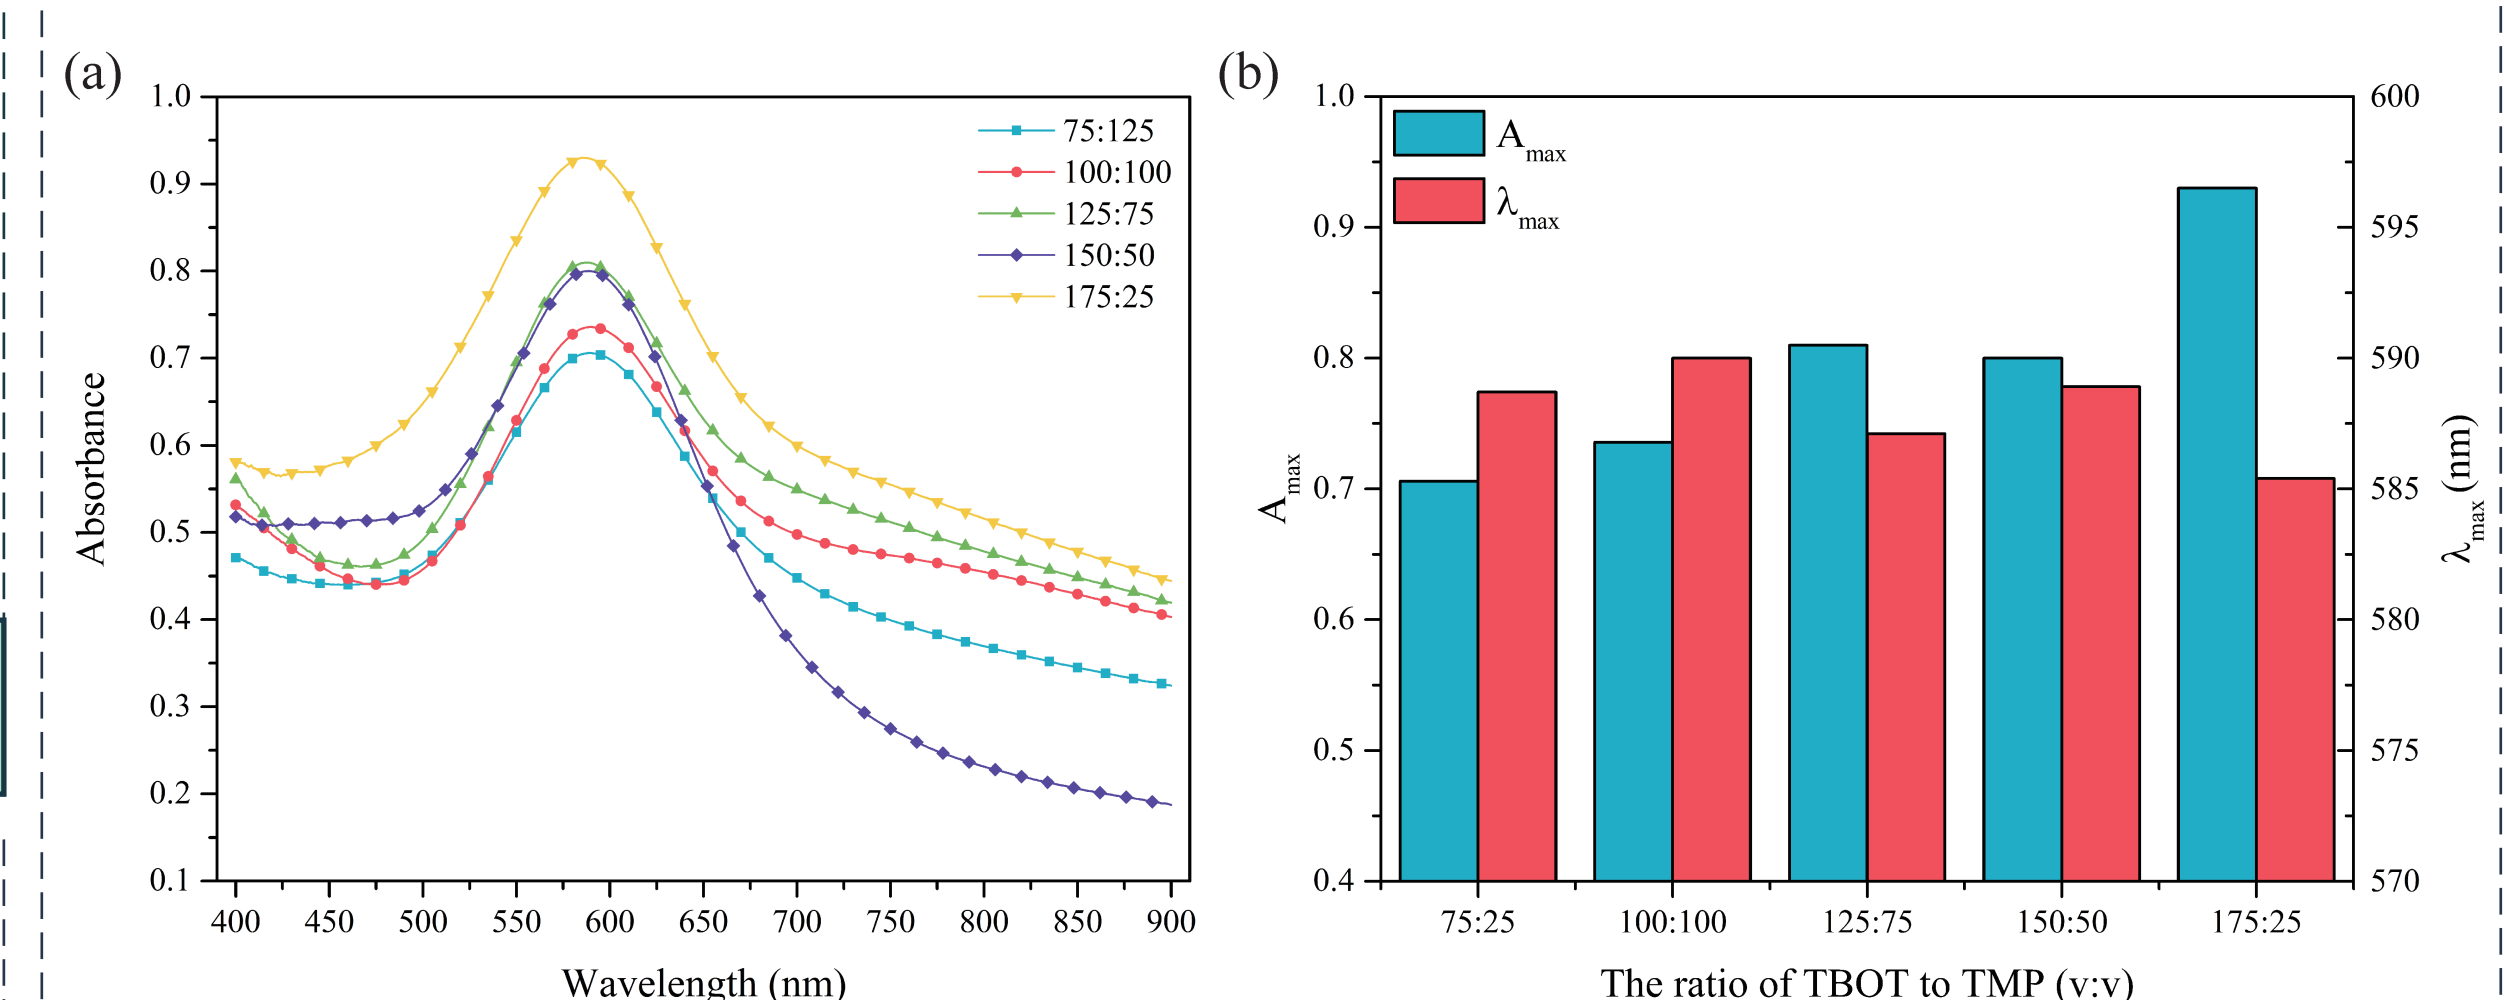 (a)
1.0
0.9
0.8
0.7
0.6
0.5
0.4
0.3
0.2
0.1
Absorbance
75:125
100:100
125:75
150:50
175:25
400 450 500 550 600 650 700 750 800 850 900
Wavelength (nm)
(b)
1.0
0.9
0.8
0.7
0.6
0.5
0.4
Amax
Amax
λmax
600
595
590
585
580
575
570
λmax (nm)
75:25 100:100 125:75 150:50 175:25
The ratio of TBOT to TMP (v:v)